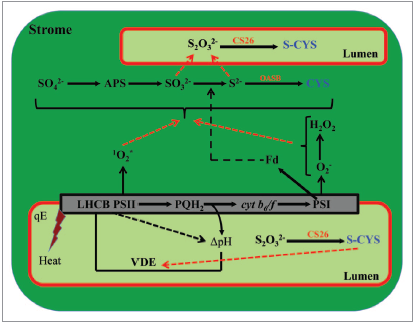 Strome
S₂O₃²⁻ CS26 S-CYS
Lumen
SO₄²⁻ APS SO₃²⁻ S²⁻ OASB CYS
H₂O₂
¹O₂*
Fd O₂⁻
LHCB PSII PQH₂ cyt b₆/f PSI
qE
ΔpH S₂O₃²⁻ CS26 S-CYS
Heat VDE
Lumen